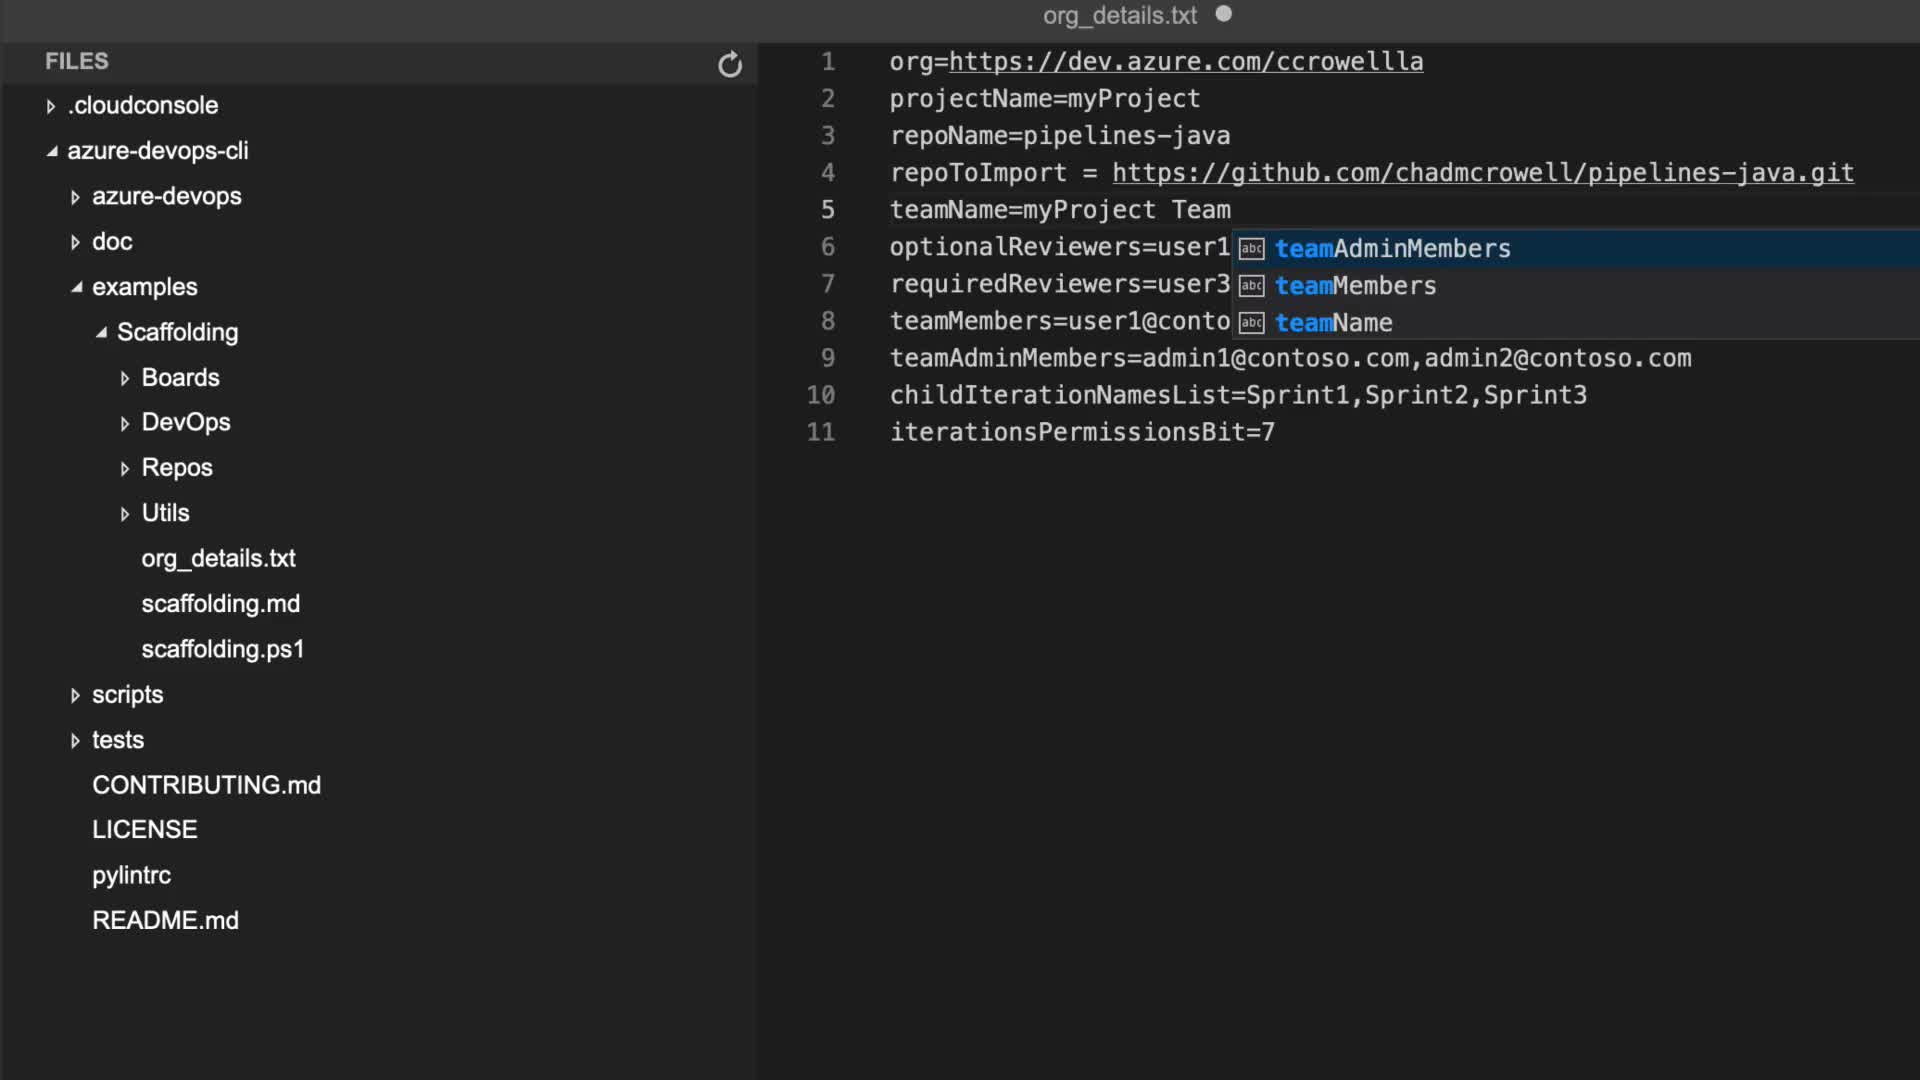 org_details.txt
FILES
.cloudconsole
azure-devops-cli
azure-devops
doc
examples
Scaffolding
Boards
DevOps
Repos
Utils
org_details.txt
scaffolding.md
scaffolding.ps1
scripts
tests
CONTRIBUTING.md
LICENSE
pylintrc
README.md
1 org=https://dev.azure.com/ccrowellla
2 projectName=myProject
3 repoName=pipelines-java
4 repoToImport = https://github.com/chadmcrowell/pipelines-java.git
5 teamName=myProject Team
6 optionalReviewers=user1
7 requiredReviewers=user3
8 teamMembers=user1@conto
9 teamAdminMembers=admin1@contoso.com,admin2@contoso.com
10 childIterationNamesList=Sprint1,Sprint2,Sprint3
11 iterationsPermissionsBit=7
abc teamAdminMembers
abc teamMembers
abc teamName